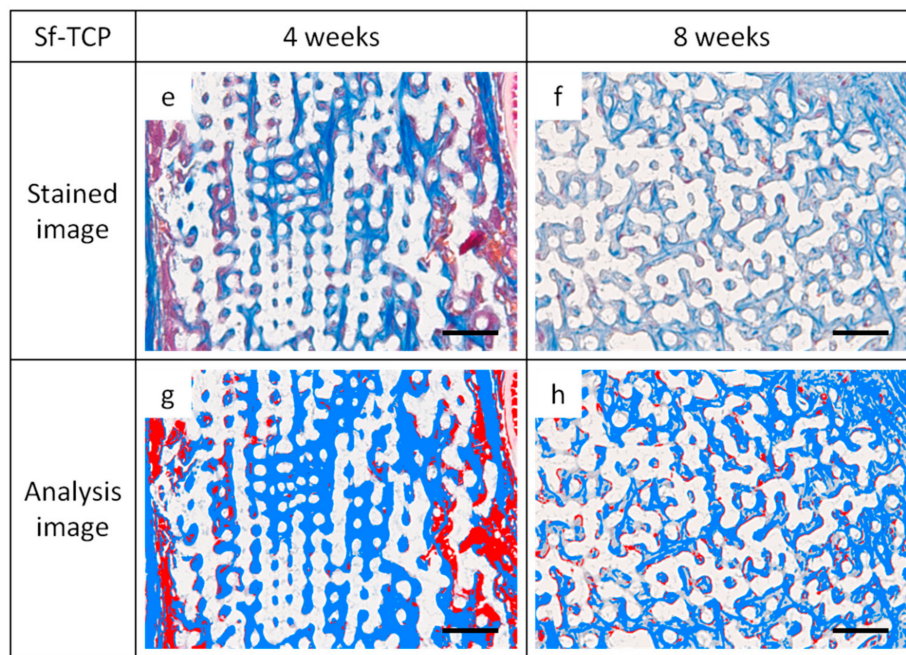 Sf-TCP
4 weeks
8 weeks
Stained
image
e
f
Analysis
image
g
h